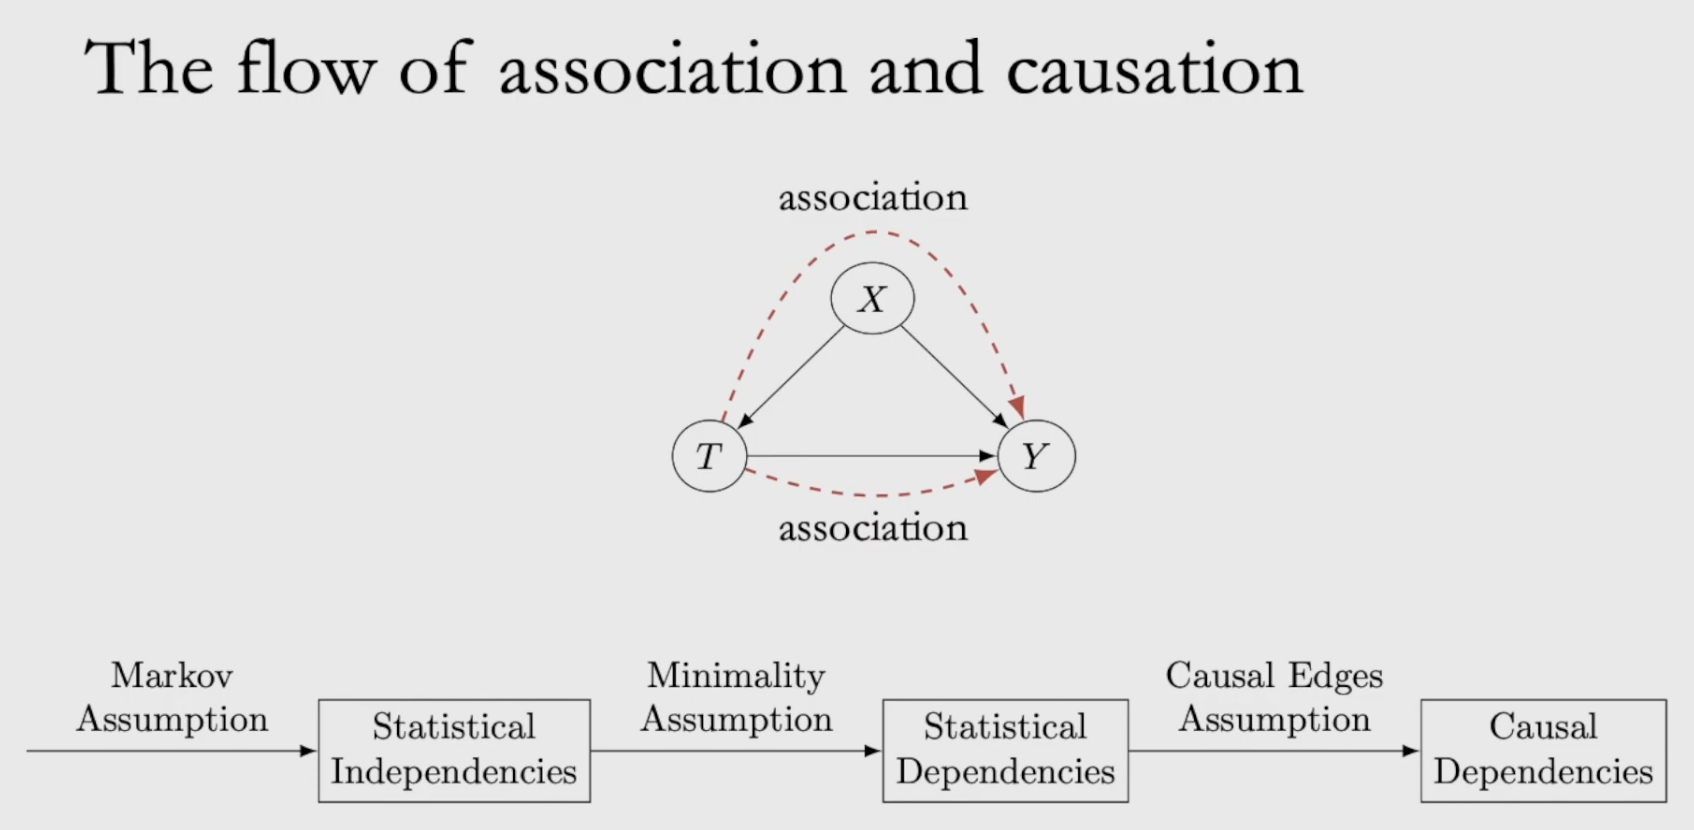 The flow of association and causation
association
X
T
Y
association
Markov
Assumption
Statistical
Independencies
Minimality
Assumption
Statistical
Dependencies
Causal Edges
Assumption
Causal
Dependencies